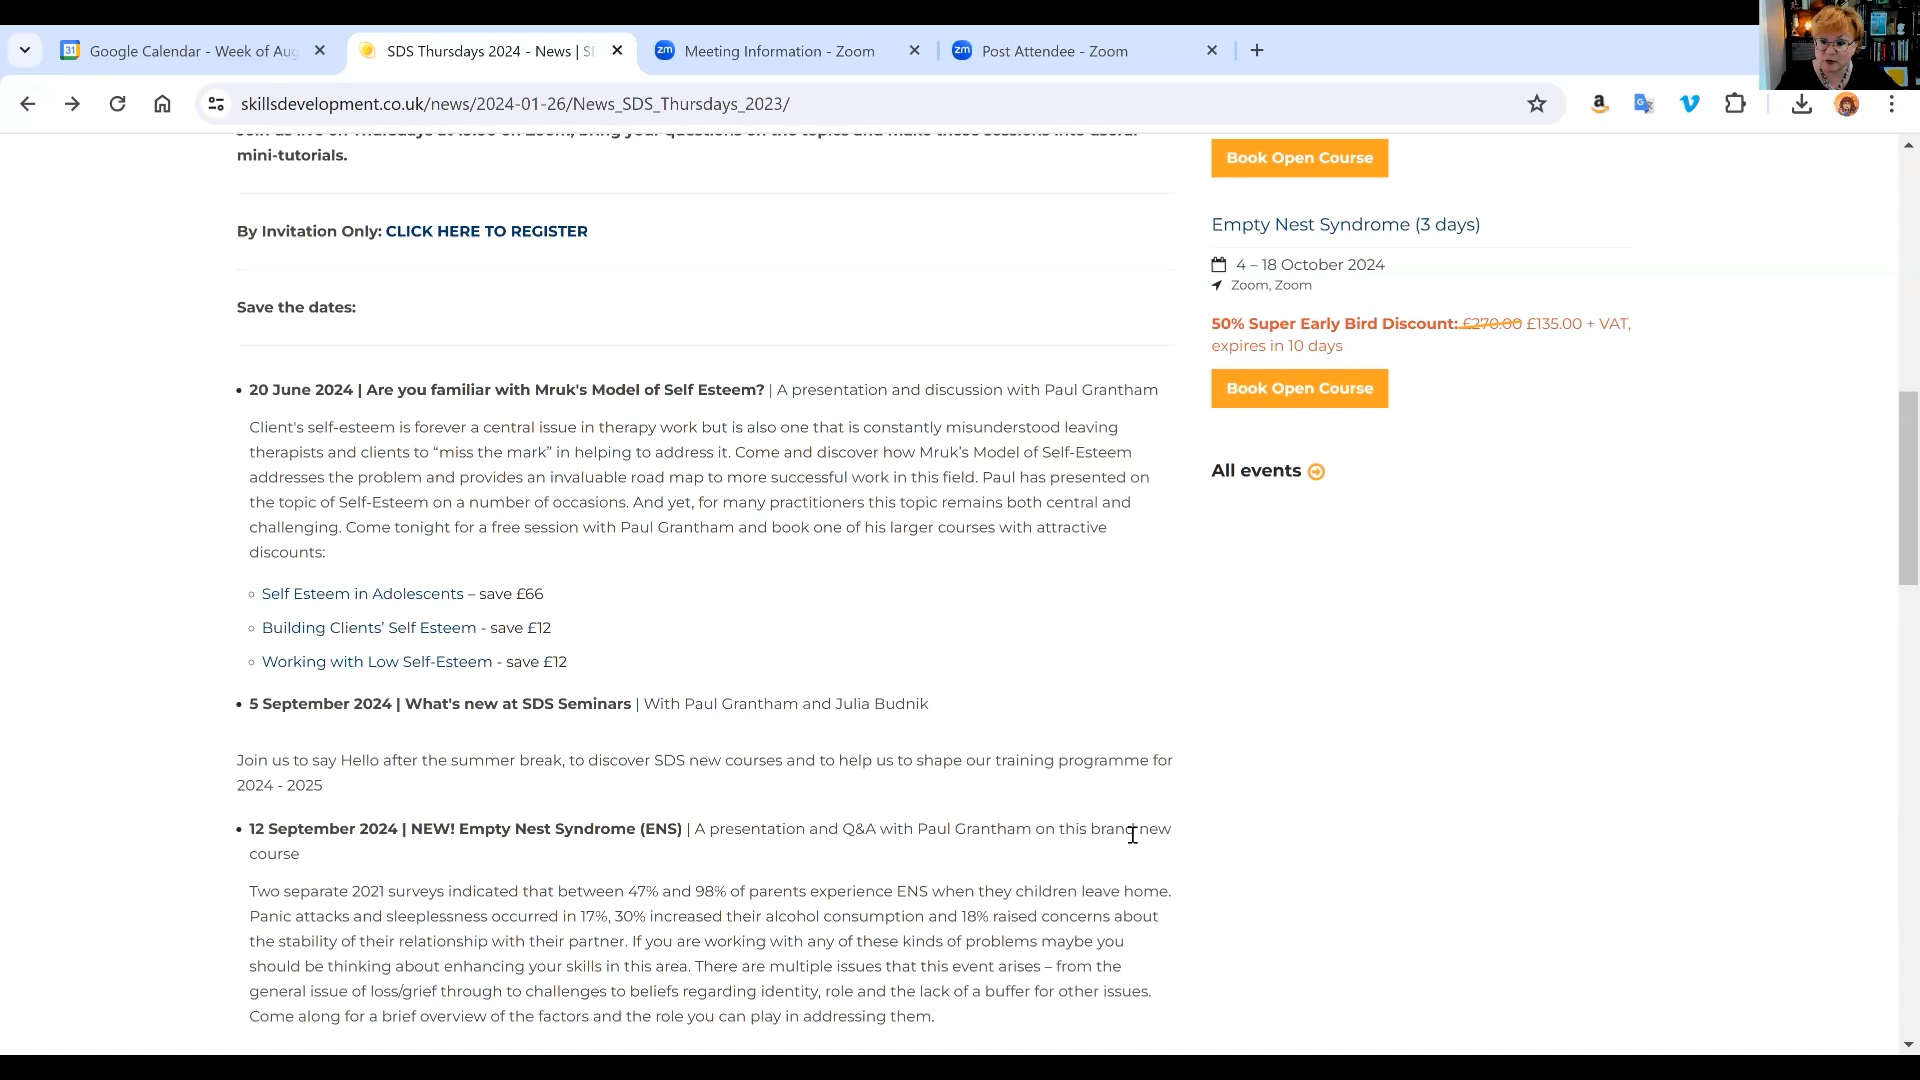 Google Calendar - Week of Aug
SDS Thursdays 2024 - News | S
Meeting Information - Zoom
Post Attendee - Zoom
skillsdevelopment.co.uk/news/2024-01-26/News_SDS_Thursdays_2023/
mini-tutorials.
By Invitation Only: CLICK HERE TO REGISTER
Save the dates:
• 20 June 2024 | Are you familiar with Mruk's Model of Self Esteem? | A presentation and discussion with Paul Grantham
Client's self-esteem is forever a central issue in therapy work but is also one that is constantly misunderstood leaving
therapists and clients to “miss the mark” in helping to address it. Come and discover how Mruk’s Model of Self-Esteem
addresses the problem and provides an invaluable road map to more successful work in this field. Paul has presented on
the topic of Self-Esteem on a number of occasions. And yet, for many practitioners this topic remains both central and
challenging. Come tonight for a free session with Paul Grantham and book one of his larger courses with attractive
discounts:
Self Esteem in Adolescents – save £66
Building Clients’ Self Esteem - save £12
Working with Low Self-Esteem - save £12
• 5 September 2024 | What's new at SDS Seminars | With Paul Grantham and Julia Budnik
Join us to say Hello after the summer break, to discover SDS new courses and to help us to shape our training programme for
2024 - 2025
• 12 September 2024 | NEW! Empty Nest Syndrome (ENS) | A presentation and Q&A with Paul Grantham on this brand new
course
Two separate 2021 surveys indicated that between 47% and 98% of parents experience ENS when they children leave home.
Panic attacks and sleeplessness occurred in 17%, 30% increased their alcohol consumption and 18% raised concerns about
the stability of their relationship with their partner. If you are working with any of these kinds of problems maybe you
should be thinking about enhancing your skills in this area. There are multiple issues that this event arises – from the
general issue of loss/grief through to challenges to beliefs regarding identity, role and the lack of a buffer for other issues.
Come along for a brief overview of the factors and the role you can play in addressing them.
Book Open Course
Empty Nest Syndrome (3 days)
4 – 18 October 2024
Zoom, Zoom
50% Super Early Bird Discount: £270.00 £135.00 + VAT,
expires in 10 days
Book Open Course
All events